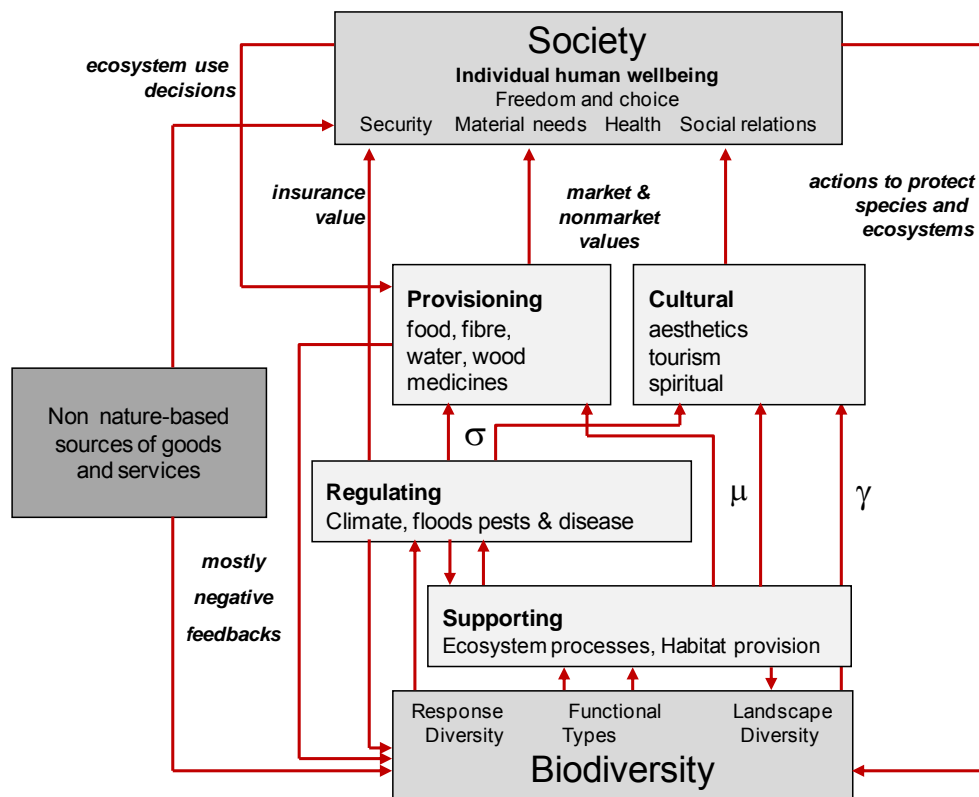 Society
Individual human wellbeing
Freedom and choice
Security Material needs Health Social relations
ecosystem use
decisions
insurance
value
market &
nonmarket
values
actions to protect
species and
ecosystems
Provisioning
food, fibre,
water, wood
medicines
Cultural
aesthetics
tourism
spiritual
Non nature-based
sources of goods
and services
σ
μ
γ
Regulating
Climate, floods pests & disease
mostly
negative
feedbacks
Supporting
Ecosystem processes, Habitat provision
Response
Diversity
Functional
Types
Landscape
Diversity
Biodiversity